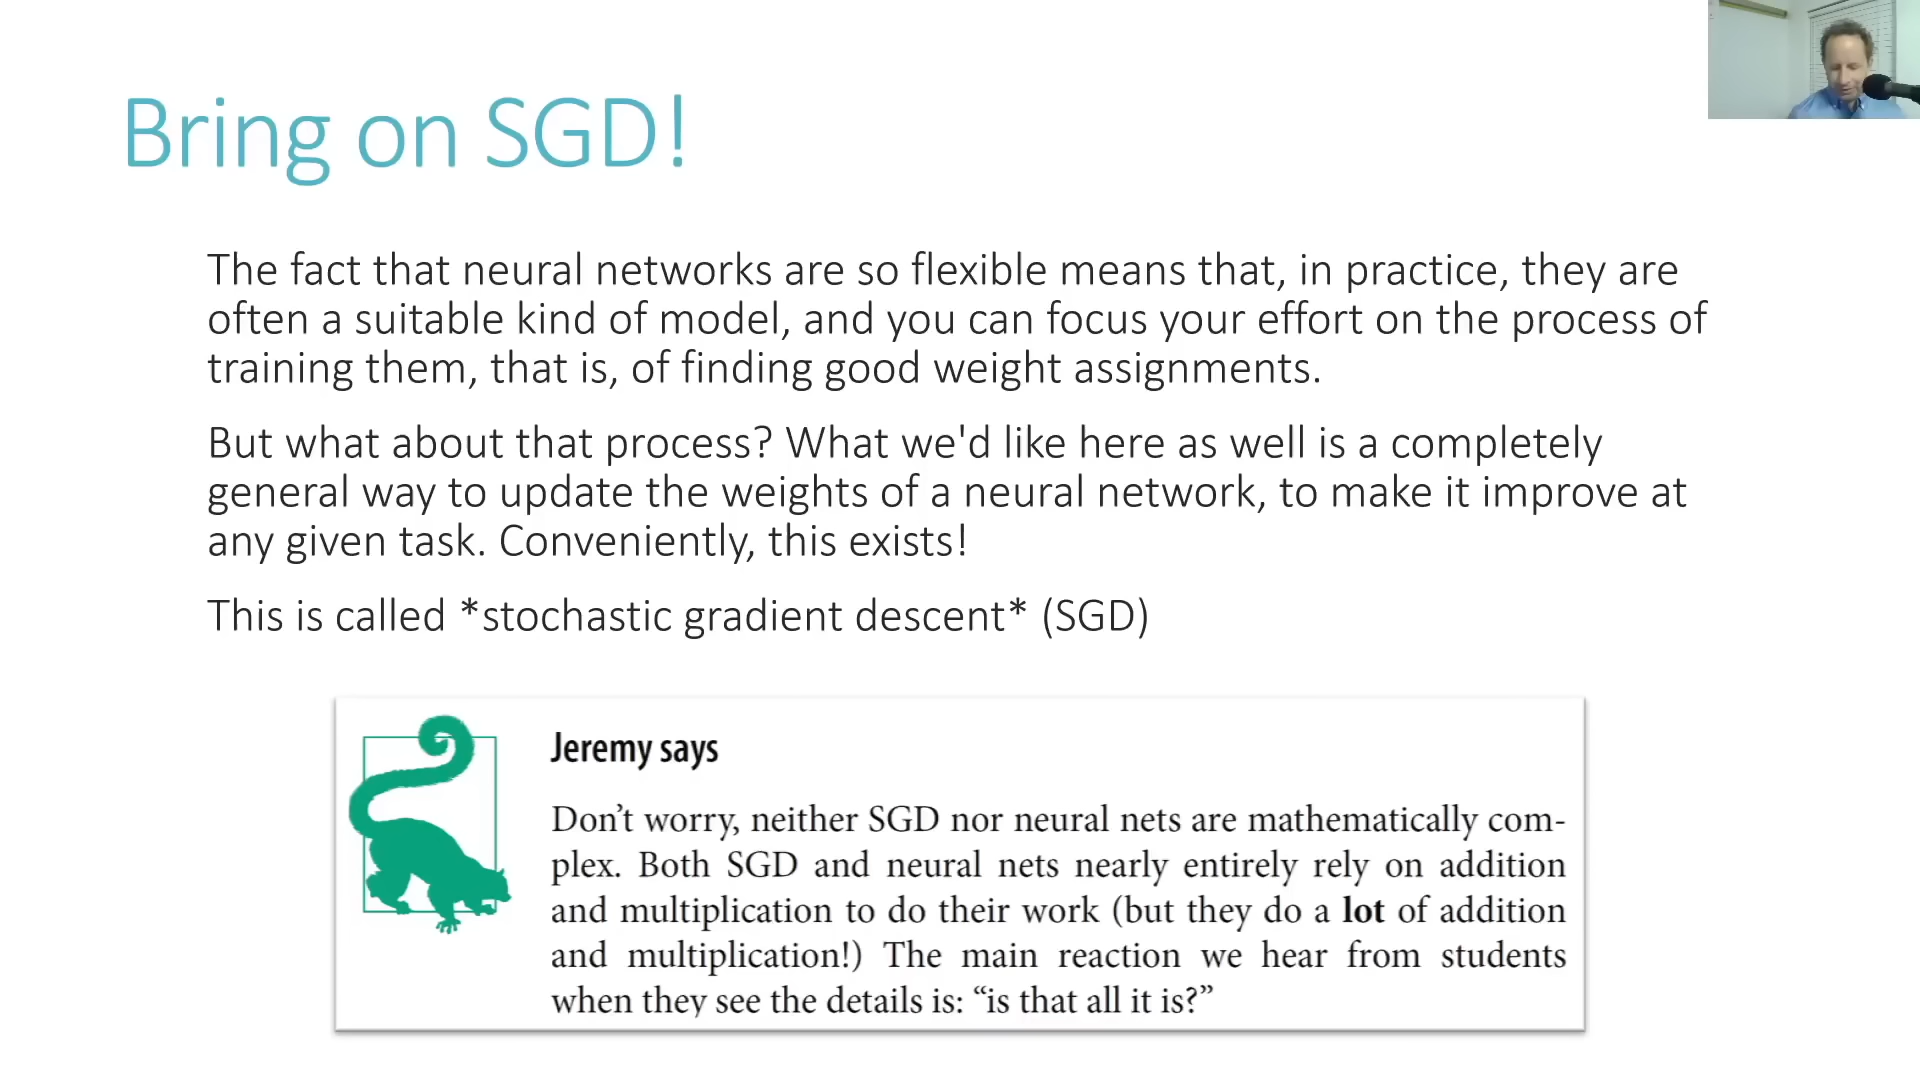 Bring on SGD!
The fact that neural networks are so flexible means that, in practice, they are
often a suitable kind of model, and you can focus your effort on the process of
training them, that is, of finding good weight assignments.
But what about that process? What we'd like here as well is a completely
general way to update the weights of a neural network, to make it improve at
any given task. Conveniently, this exists!
This is called *stochastic gradient descent* (SGD)
Jeremy says
Don’t worry, neither SGD nor neural nets are mathematically com-
plex. Both SGD and neural nets nearly entirely rely on addition
and multiplication to do their work (but they do a lot of addition
and multiplication!) The main reaction we hear from students
when they see the details is: “is that all it is?”